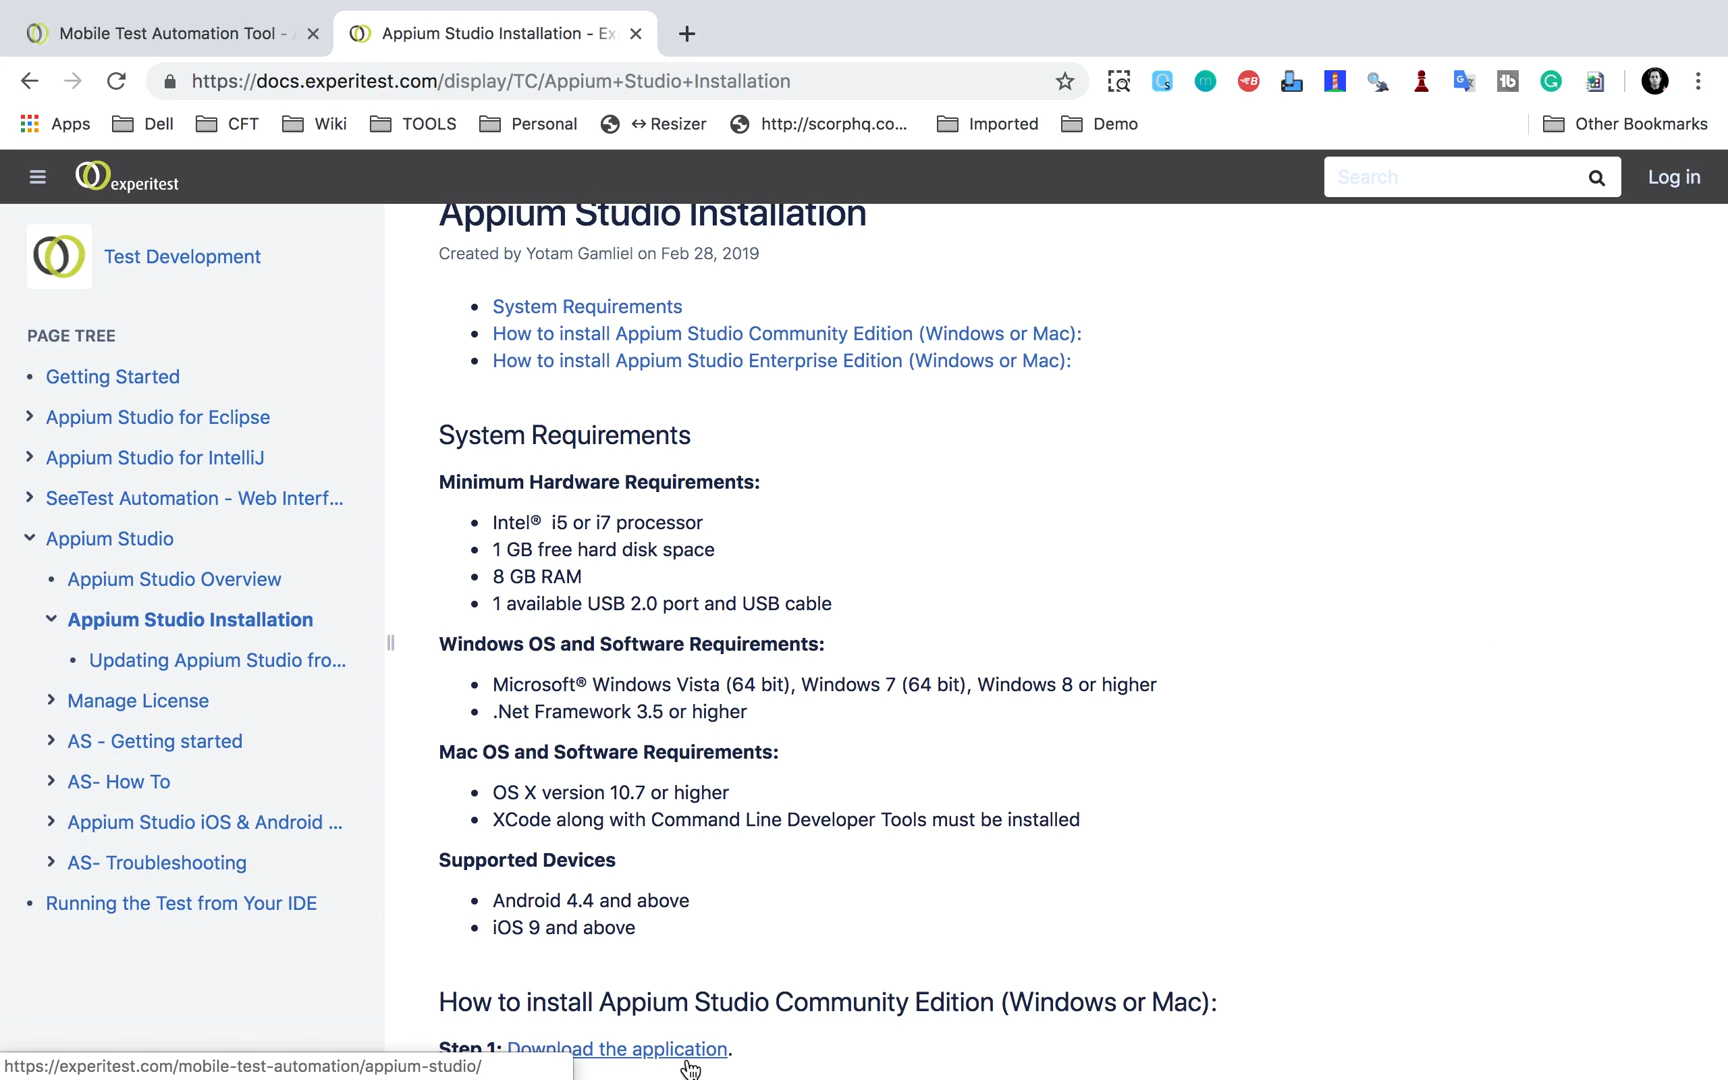 Mobile Test Automation Tool -
Appium Studio Installation - Ex
https://docs.experitest.com/display/TC/Appium+Studio+Installation
Apps
Dell
CFT
Wiki
TOOLS
Personal
↔Resizer
http://scorphq.co...
Imported
Demo
Other Bookmarks
experitest
Search
Log in
Test Development
PAGE TREE
Getting Started
Appium Studio for Eclipse
Appium Studio for IntelliJ
SeeTest Automation - Web Interf...
Appium Studio
Appium Studio Overview
Appium Studio Installation
Updating Appium Studio fro...
Manage License
AS - Getting started
AS- How To
Appium Studio iOS & Android ...
AS- Troubleshooting
Running the Test from Your IDE
Appium Studio Installation
Created by Yotam Gamliel on Feb 28, 2019
• System Requirements
• How to install Appium Studio Community Edition (Windows or Mac):
• How to install Appium Studio Enterprise Edition (Windows or Mac):
System Requirements
Minimum Hardware Requirements:
• Intel® i5 or i7 processor
• 1 GB free hard disk space
• 8 GB RAM
• 1 available USB 2.0 port and USB cable
Windows OS and Software Requirements:
• Microsoft® Windows Vista (64 bit), Windows 7 (64 bit), Windows 8 or higher
• .Net Framework 3.5 or higher
Mac OS and Software Requirements:
• OS X version 10.7 or higher
• XCode along with Command Line Developer Tools must be installed
Supported Devices
• Android 4.4 and above
• iOS 9 and above
How to install Appium Studio Community Edition (Windows or Mac):
Step 1: Download the application.
https://experitest.com/mobile-test-automation/appium-studio/